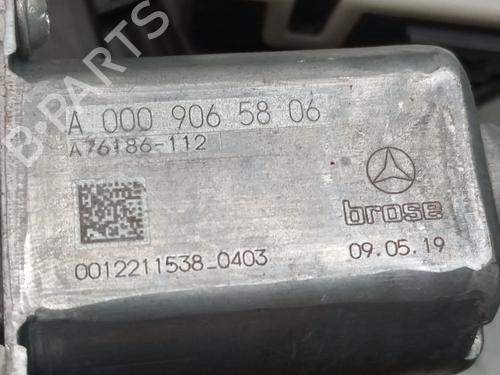 B-PARTS
A 000 906 58 06
A76186-112
brose
0012211538_0403
09.05.19